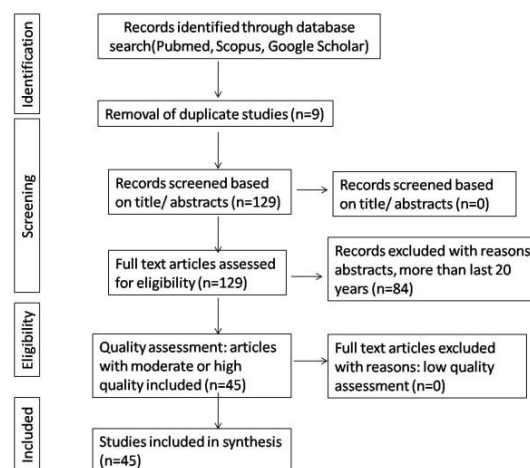 Identification
Records identified through database
search(Pubmed, Scopus, Google Scholar)
Removal of duplicate studies (n=9)
Screening
Records screened based
on title/ abstracts (n=129)
Records screened based
on title/ abstracts (n=0)
Full text articles assessed
for eligibility (n=129)
Records excluded with reasons
abstracts, more than last 20
years (n=84)
Eligibility
Quality assessment: articles
with moderate or high
quality included (n=45)
Full text articles excluded
with reasons: low quality
assessment (n=0)
Included
Studies included in synthesis
(n=45)